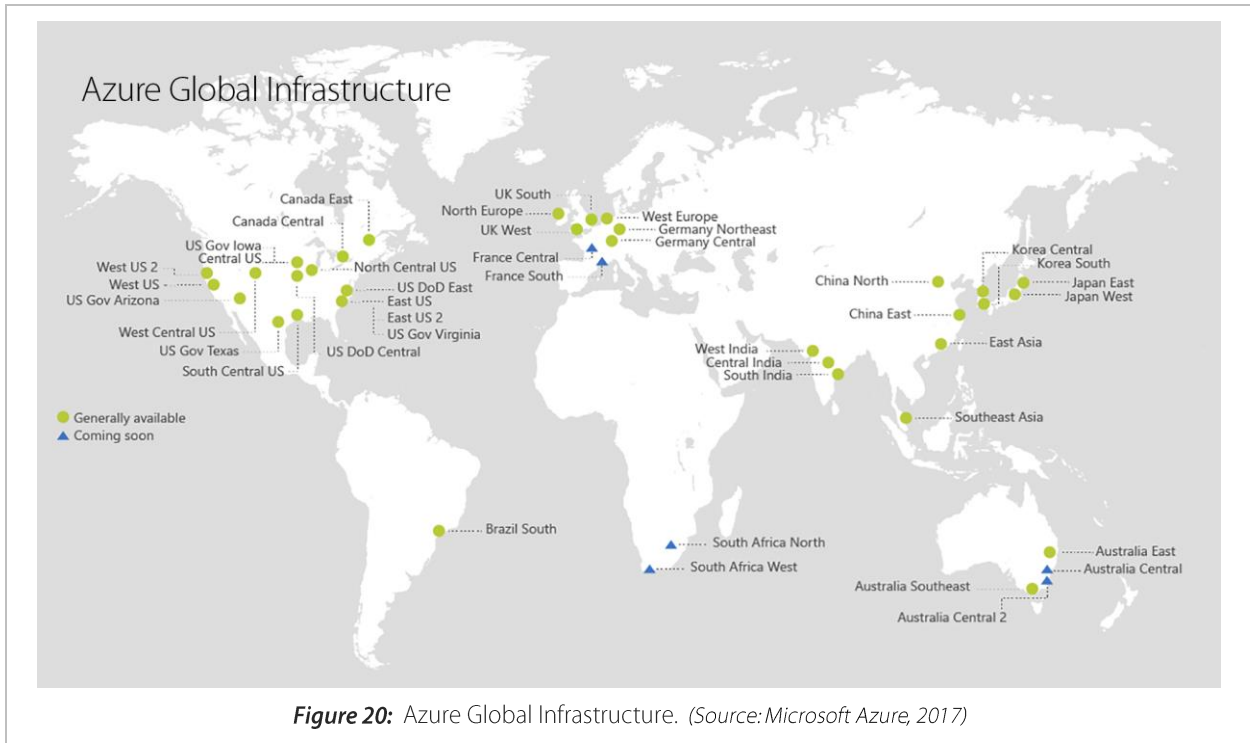 Azure Global Infrastructure
Canada East
Canada Central
US Gov Iowa
Central US
West US 2
West US
US Gov Arizona
North Central US
US DoD East
East US
East US 2
US Gov Virginia
West Central US
US Gov Texas
US DoD Central
South Central US
Generally available
Coming soon
UK South
North Europe
UK West
West Europe
Germany Northeast
Germany Central
France Central
France South
Korea Central
Korea South
China North
Japan East
Japan West
China East
East Asia
West India
Central India
South India
Southeast Asia
Brazil South
South Africa North
South Africa West
Australia East
Australia Central
Australia Southeast
Australia Central 2
Figure 20: Azure Global Infrastructure. (Source: Microsoft Azure, 2017)